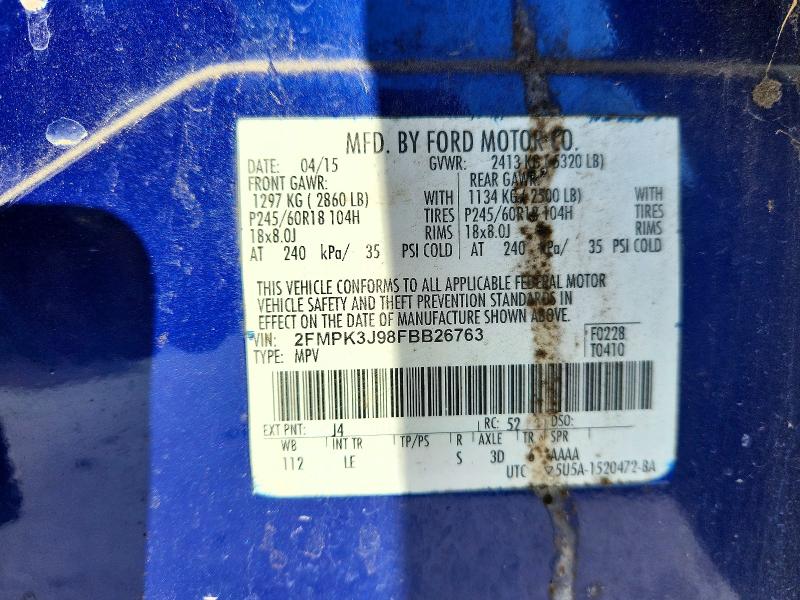 MFD. BY FORD MOTOR CO.
DATE: 04/15 GVWR: 2413 KG ( 5320 LB)
FRONT GAWR: REAR GAWR:
1297 KG ( 2860 LB) WITH 1134 KG ( 2500 LB) WITH
P245/60R18 104H TIRES P245/60R18 104H TIRES
18x8.0J RIMS 18x8.0J RIMS
AT 240 kPa/ 35 PSI COLD AT 240 kPa/ 35 PSI COLD
THIS VEHICLE CONFORMS TO ALL APPLICABLE FEDERAL MOTOR
VEHICLE SAFETY AND THEFT PREVENTION STANDARDS IN
EFFECT ON THE DATE OF MANUFACTURE SHOWN ABOVE.
VIN: 2FMPK3J98FBB26763 F0228
TYPE: MPV T0410
EXT PNT: J4 RC: 52 DSO:
WB INT TR TP/PS R AXLE TR SPR
112 LE S 3D AAAA
UTC 5U5A-1520472-BA